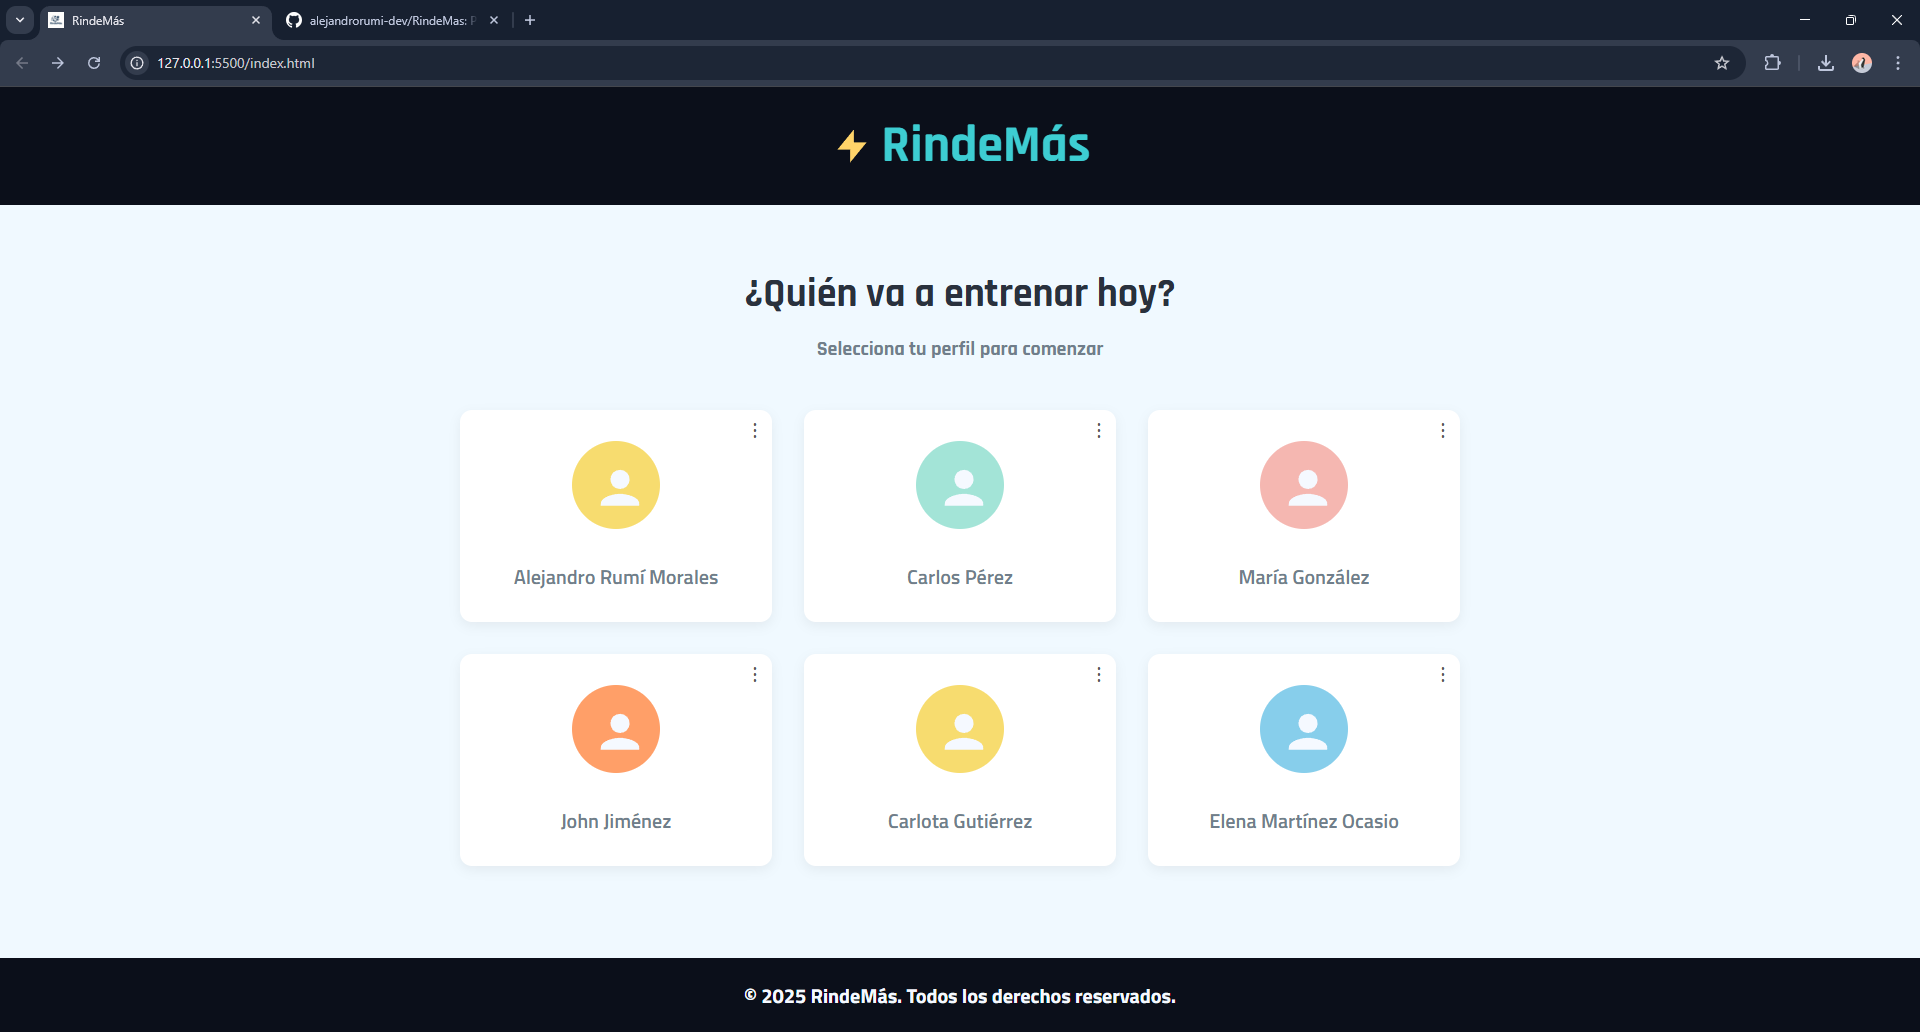 RindeMás
alejandrorumi-dev/RindeMas: P
127.0.0.1:5500/index.html
RindeMás
¿Quién va a entrenar hoy?
Selecciona tu perfil para comenzar
Alejandro Rumí Morales
Carlos Pérez
María González
John Jiménez
Carlota Gutiérrez
Elena Martínez Ocasio
© 2025 RindeMás. Todos los derechos reservados.